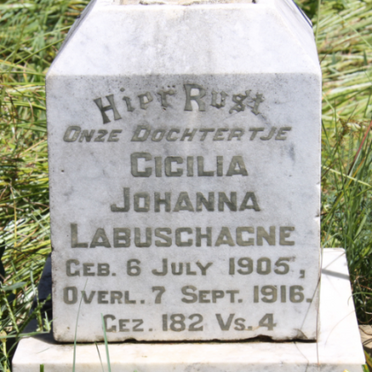 Hier Rust
Onze Dochtertje
Cicilia
Johanna
Labuschagne
Geb. 6 July 1905,
Overl. 7 Sept. 1916.
Gez. 182 Vs. 4